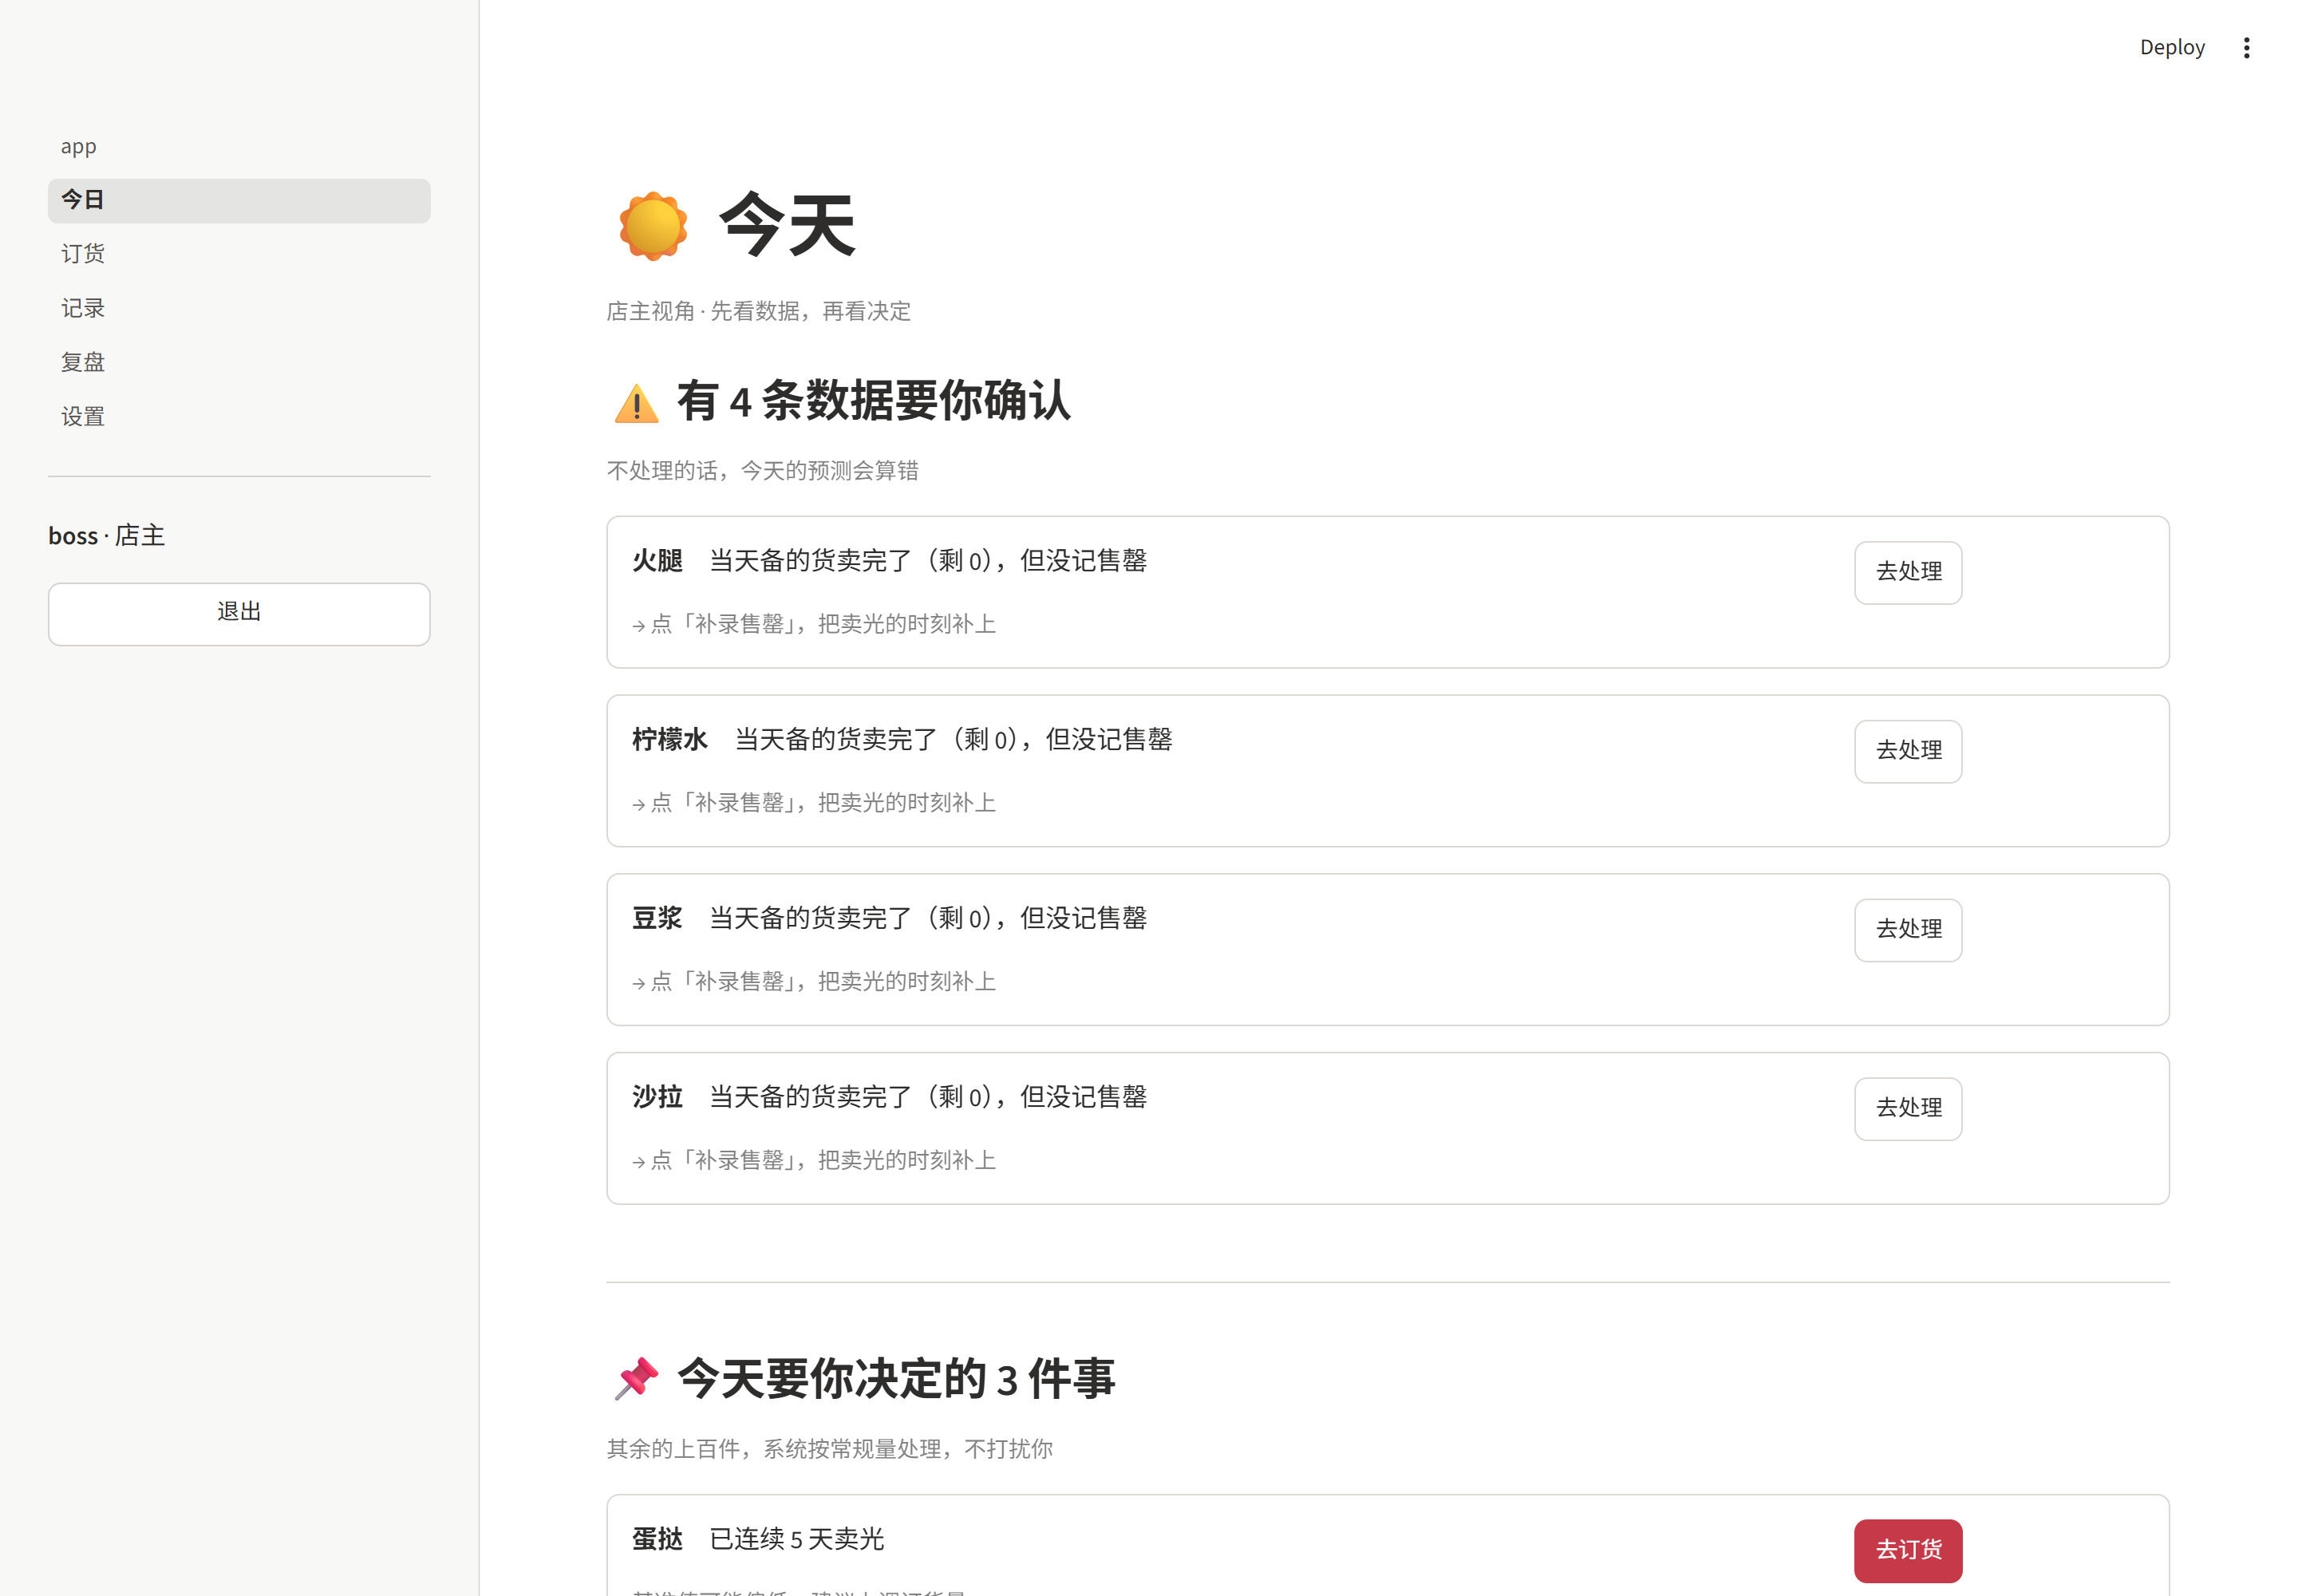 Deploy
app
今日
订货
记录
复盘
设置
boss · 店主
退出
今天
店主视角 · 先看数据，再看决定
有 4 条数据要你确认
不处理的话，今天的预测会算错
火腿 当天备的货卖完了（剩 0），但没记售罄
去处理
→ 点「补录售罄」，把卖光的时刻补上
柠檬水 当天备的货卖完了（剩 0），但没记售罄
去处理
→ 点「补录售罄」，把卖光的时刻补上
豆浆 当天备的货卖完了（剩 0），但没记售罄
去处理
→ 点「补录售罄」，把卖光的时刻补上
沙拉 当天备的货卖完了（剩 0），但没记售罄
去处理
→ 点「补录售罄」，把卖光的时刻补上
今天要你决定的 3 件事
其余的上百件，系统按常规量处理，不打扰你
蛋挞 已连续 5 天卖光
去订货